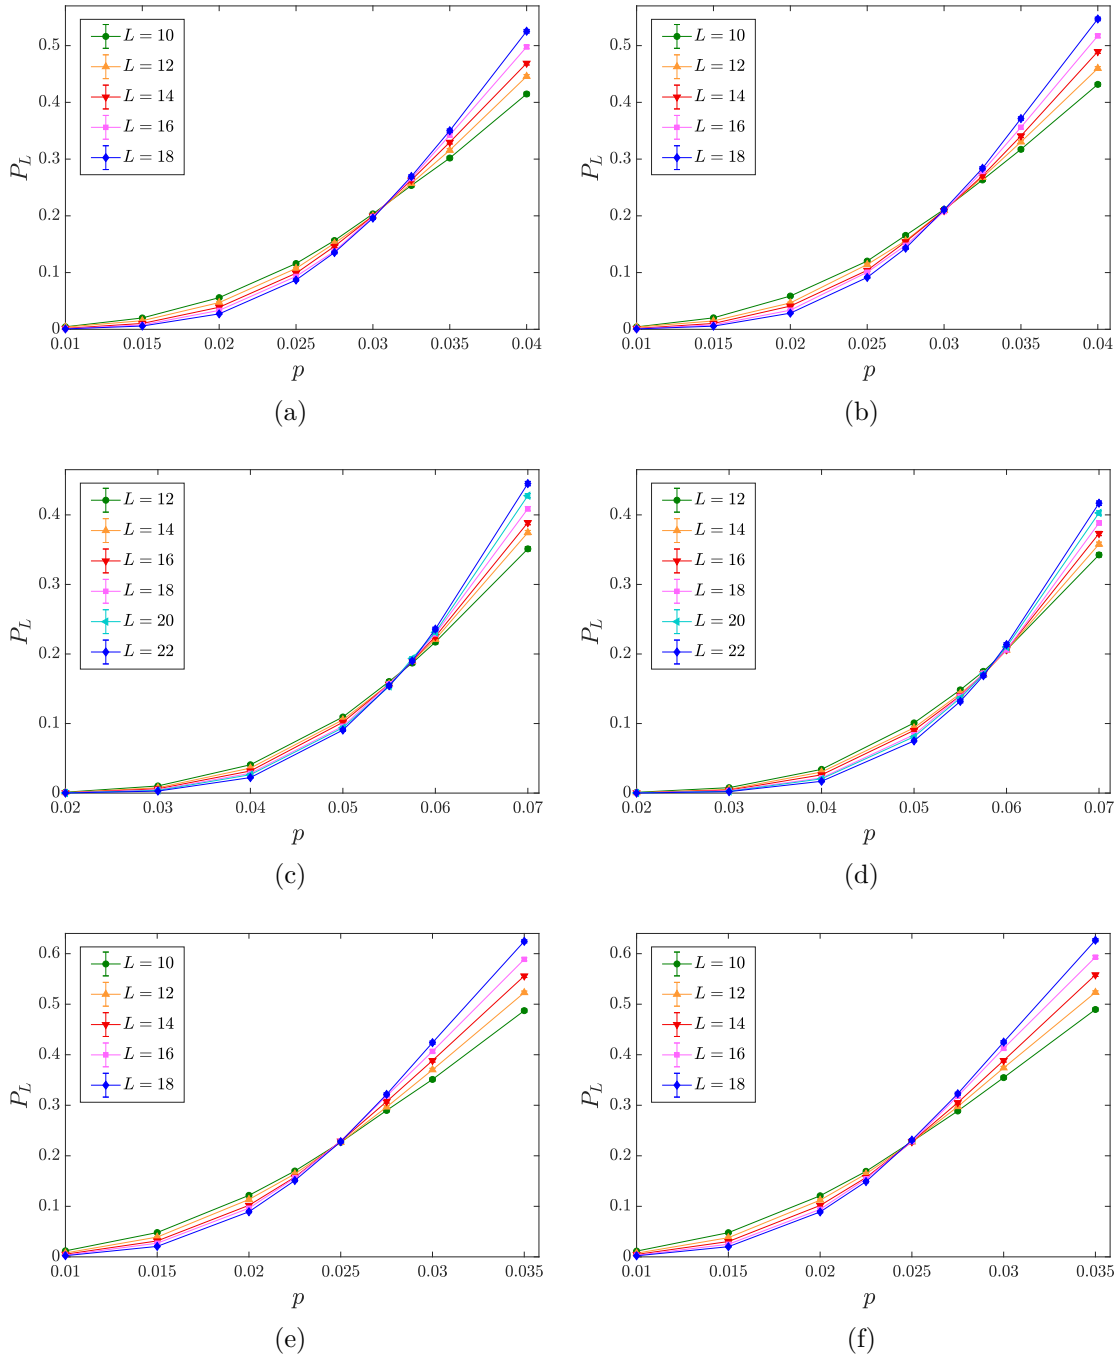 0.5
0.4
0.3
0.2
0.1
0
P_L
L = 10
L = 12
L = 14
L = 16
L = 18
0.01 0.015 0.02 0.025 0.03 0.035 0.04
p
(a)
0.5
0.4
0.3
0.2
0.1
0
P_L
L = 10
L = 12
L = 14
L = 16
L = 18
0.01 0.015 0.02 0.025 0.03 0.035 0.04
p
(b)
0.4
0.3
0.2
0.1
0
P_L
L = 12
L = 14
L = 16
L = 18
L = 20
L = 22
0.02 0.03 0.04 0.05 0.06 0.07
p
(c)
0.4
0.3
0.2
0.1
0
P_L
L = 12
L = 14
L = 16
L = 18
L = 20
L = 22
0.02 0.03 0.04 0.05 0.06 0.07
p
(d)
0.6
0.5
0.4
0.3
0.2
0.1
0
P_L
L = 10
L = 12
L = 14
L = 16
L = 18
0.01 0.015 0.02 0.025 0.03 0.035
p
(e)
0.6
0.5
0.4
0.3
0.2
0.1
0
P_L
L = 10
L = 12
L = 14
L = 16
L = 18
0.01 0.015 0.02 0.025 0.03 0.035
p
(f)